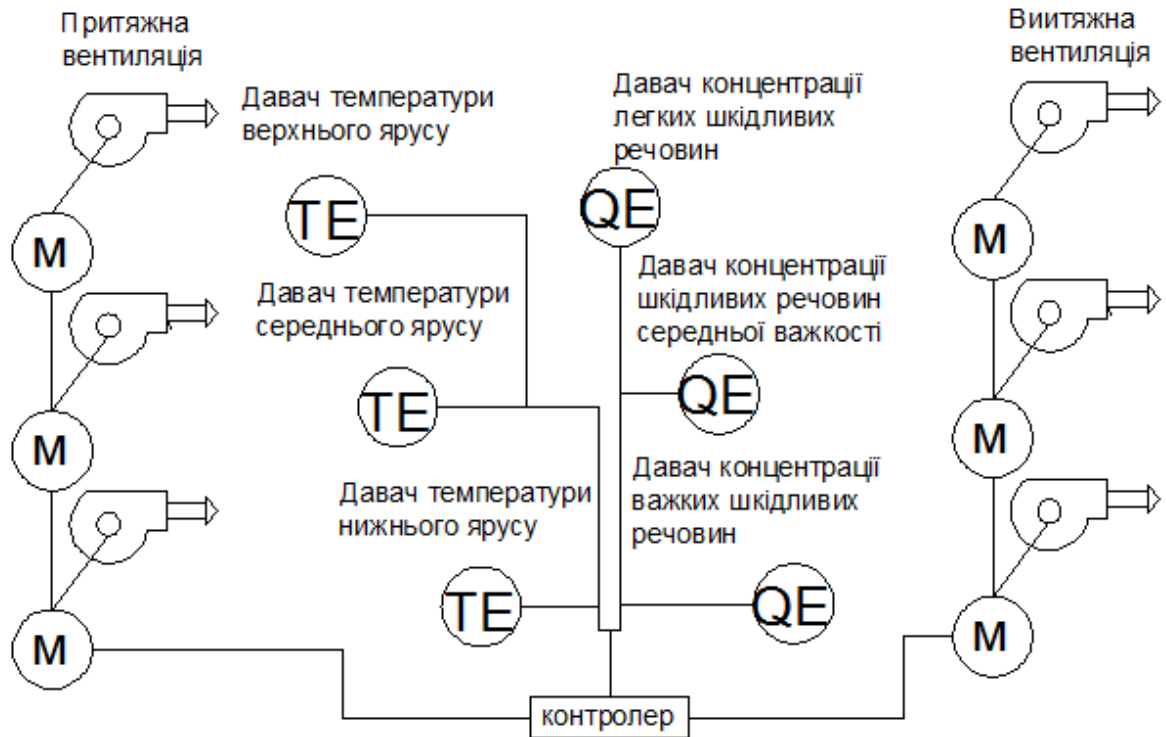 Притяжна
вентиляція
Давач температури
верхнього ярусу
Давач концентрації
легких шкідливих
речовин
Виитяжна
вентиляція
TE
QE
M
M
Давач температури
середнього ярусу
Давач концентрації
шкідливих речовин
середньої важкості
TE
QE
M
M
Давач температури
нижнього ярусу
Давач концентрації
важких шкідливих
речовин
TE
QE
M
M
контролер